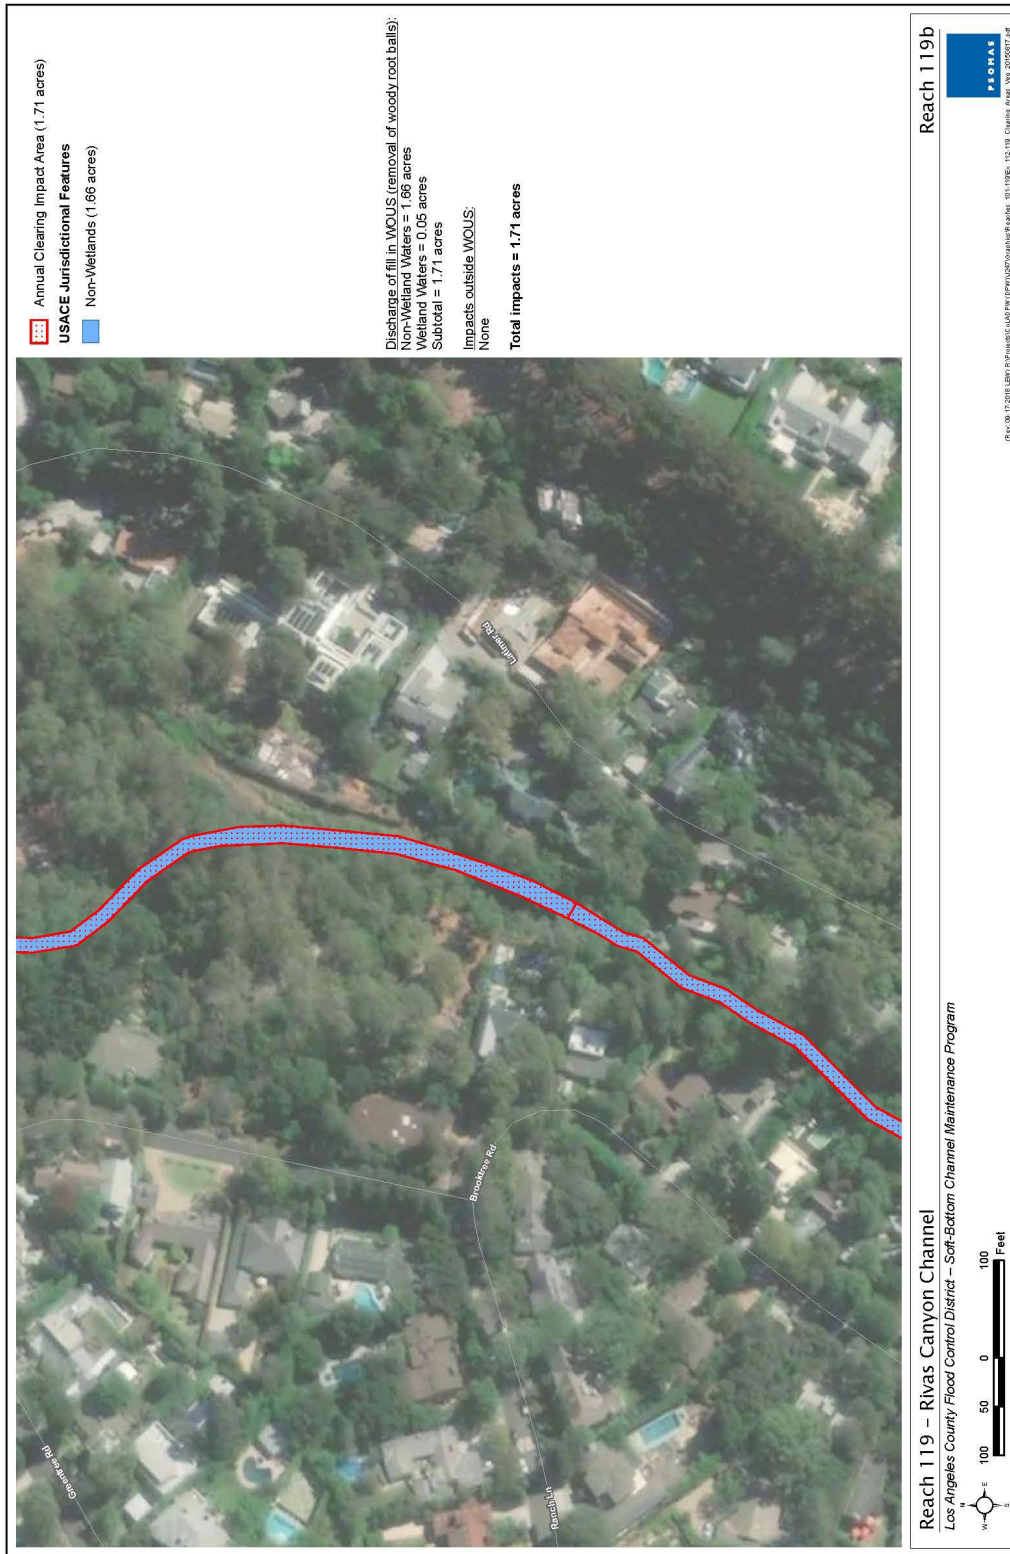 Annual Clearing Impact Area (1.71 acres)
USACE Jurisdictional Features
Non-Wetlands (1.66 acres)
Discharge of fill in WOUS (removal of woody root balls):
Non-Wetland Waters = 1.66 acres
Wetland Waters = 0.05 acres
Subtotal = 1.71 acres
Impacts outside WOUS:
None
Total impacts = 1.71 acres
Greentree Rd
Brooktree Rd
Ranch Ln
Latimer Rd
Reach 119 – Rivas Canyon Channel
Reach 119b
Los Angeles County Flood Control District – Soft-Bottom Channel Maintenance Program
N
W
E
S
100 50 0 100
Feet
PSOMAS